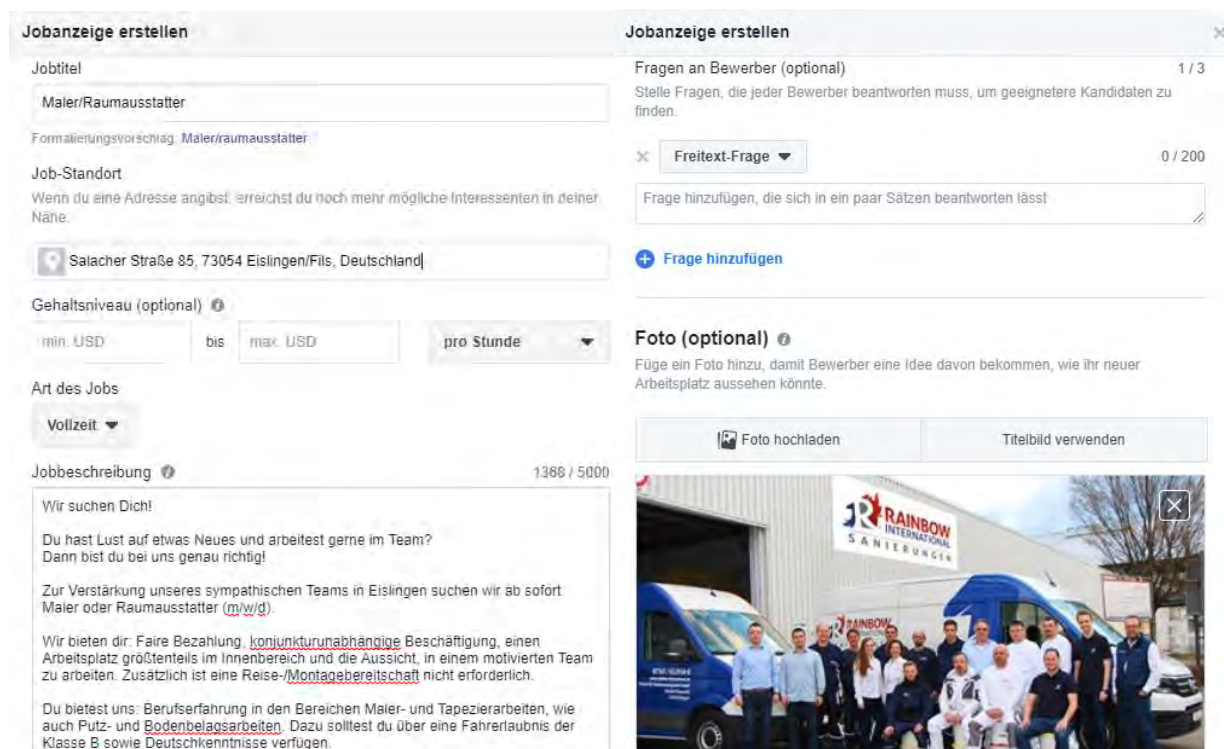 Jobanzeige erstellen
Jobtitel
Maler/Raumausstatter
Formatierungsvorschlag: Maler/raumausstatter
Job-Standort
Wenn du eine Adresse angibst, erreichst du noch mehr mögliche Interessenten in deiner
Nähe.
Salacher Straße 85, 73054 Eislingen/Fils, Deutschland
Gehaltsniveau (optional)
min. USD bis max. USD pro Stunde
Art des Jobs
Vollzeit
Jobbeschreibung 1368 / 5000
Wir suchen Dich!
Du hast Lust auf etwas Neues und arbeitest gerne im Team?
Dann bist du bei uns genau richtig!
Zur Verstärkung unseres sympathischen Teams in Eislingen suchen wir ab sofort
Maler oder Raumausstatter (m/w/d).
Wir bieten dir: Faire Bezahlung, konjunkturunabhängige Beschäftigung, einen
Arbeitsplatz größtenteils im Innenbereich und die Aussicht, in einem motivierten Team
zu arbeiten. Zusätzlich ist eine Reise-/Montagebereitschaft nicht erforderlich.
Du bietest uns: Berufserfahrung in den Bereichen Maler- und Tapezierarbeiten, wie
auch Putz- und Bodenbelagsarbeiten. Dazu solltest du über eine Fahrerlaubnis der
Klasse B sowie Deutschkenntnisse verfügen.
Jobanzeige erstellen
Fragen an Bewerber (optional) 1 / 3
Stelle Fragen, die jeder Bewerber beantworten muss, um geeignetere Kandidaten zu
finden.
Freitext-Frage 0 / 200
Frage hinzufügen, die sich in ein paar Sätzen beantworten lässt
Frage hinzufügen
Foto (optional)
Füge ein Foto hinzu, damit Bewerber eine Idee davon bekommen, wie ihr neuer
Arbeitsplatz aussehen könnte.
Foto hochladen Titelbild verwenden
RAINBOW
INTERNATIONAL
SANIERUNGEN
RAINBOW
INTERNATIONAL